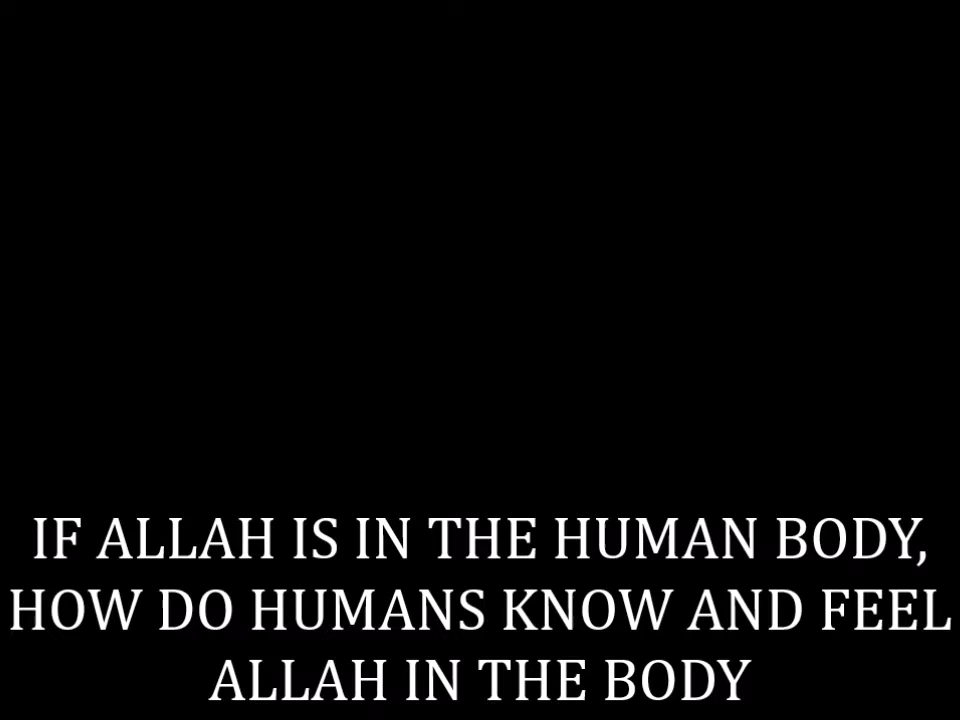 IF ALLAH IS IN THE HUMAN BODY,
HOW DO HUMANS KNOW AND FEEL
ALLAH IN THE BODY